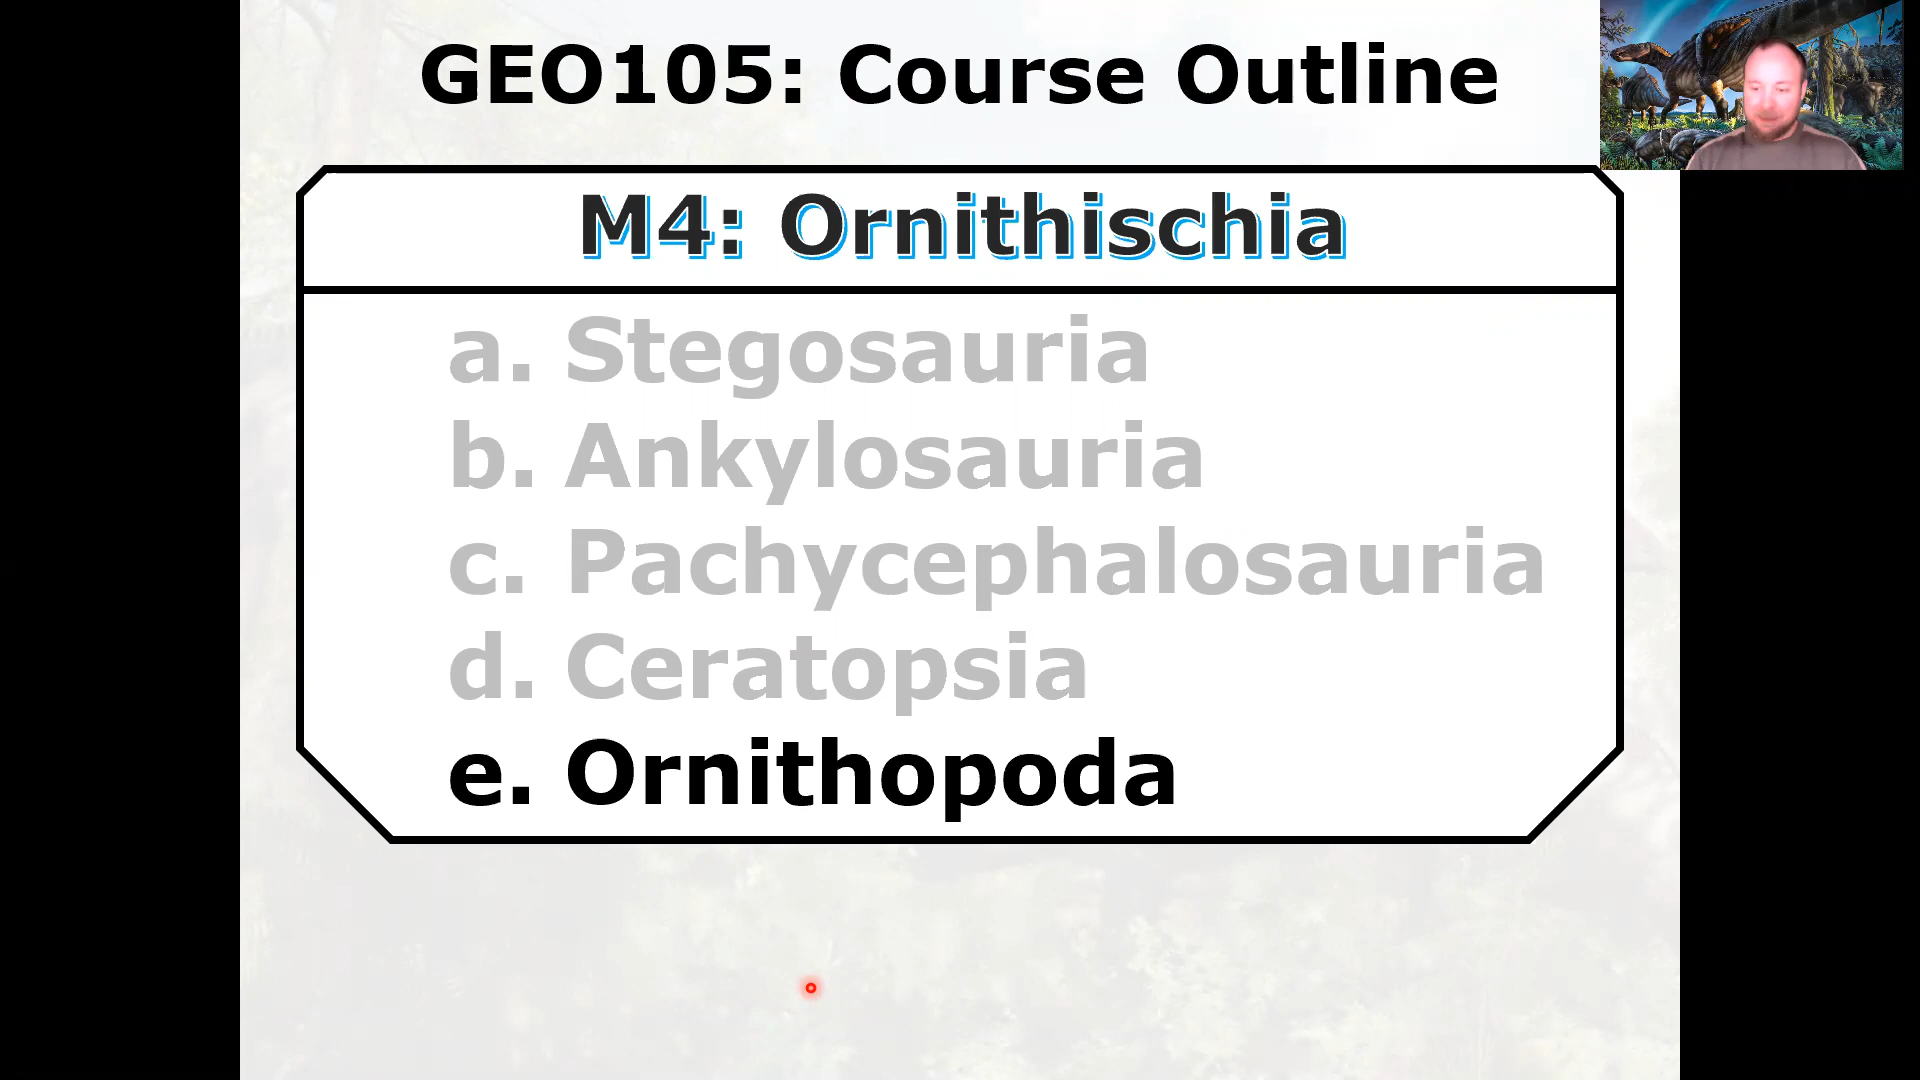 GEO105: Course Outline
M4: Ornithischia
a. Stegosauria
b. Ankylosauria
c. Pachycephalosauria
d. Ceratopsia
e. Ornithopoda